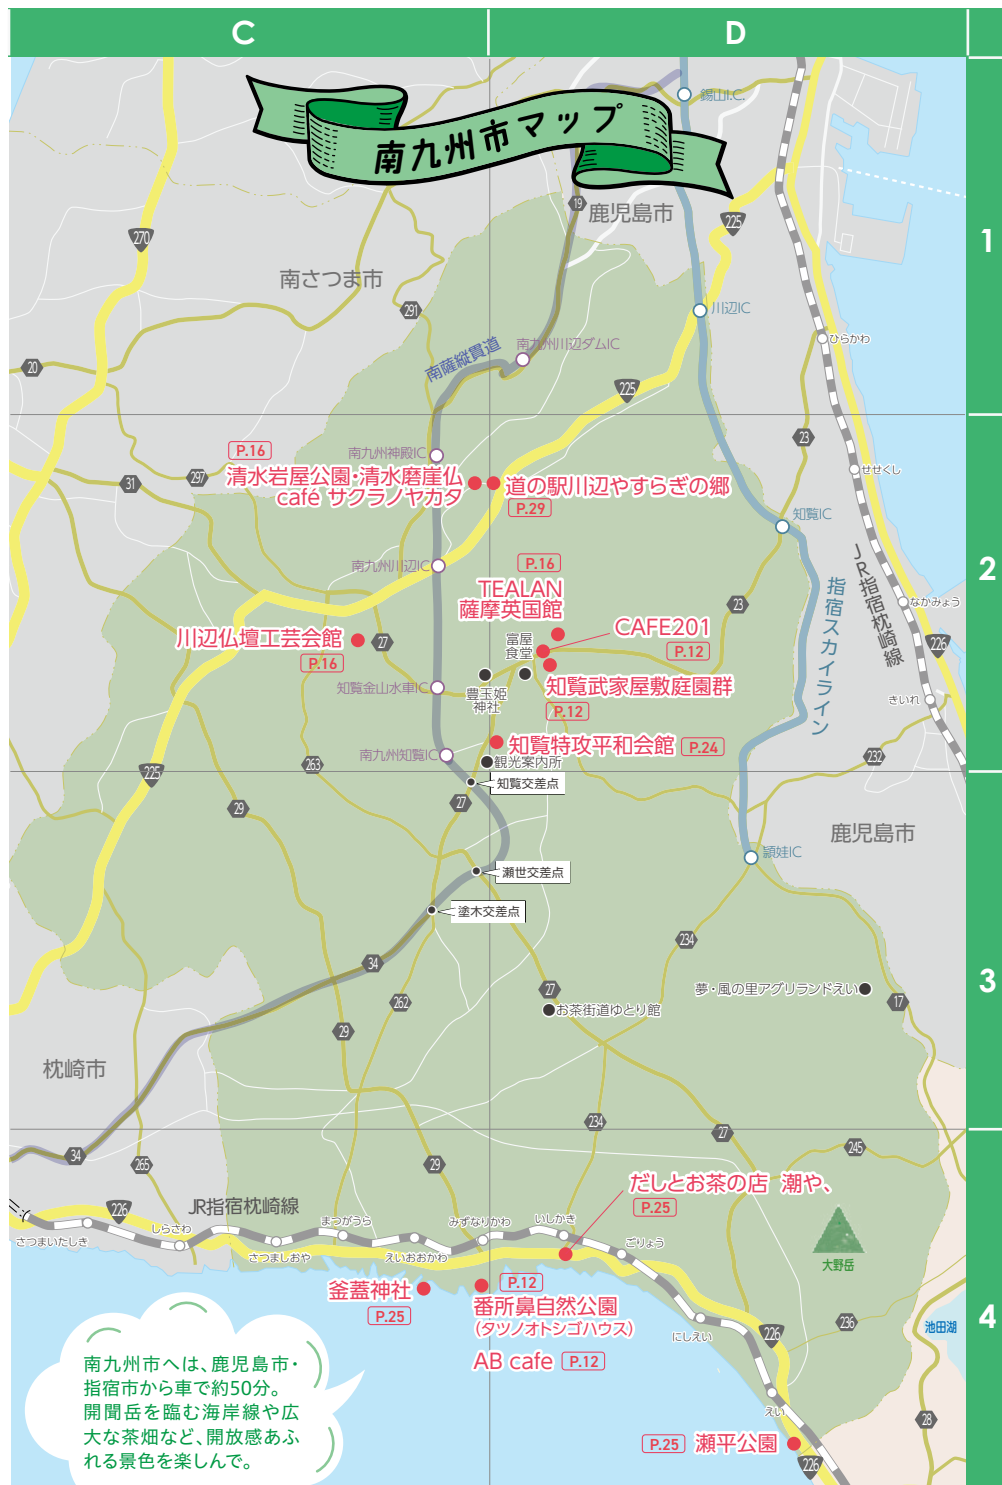 C
D
南九州市マップ
錫山I.C.
19
鹿児島市
225
270
南さつま市
291
川辺IC
1
ひらかわ
南九州川辺ダムIC
南薩縦貫道
20
225
23
P.16
南九州神殿IC
清水岩屋公園・清水磨崖仏
café サクラノヤカタ
道の駅川辺やすらぎの郷
P.29
せせくし
297
31
知覧IC
南九州川辺IC
P.16
TEALAN
薩摩英国館
JR指宿枕崎線
指宿スカイライン
2
なかみょう
23
226
川辺仏壇工芸会館
P.16
27
富屋
食堂
CAFE201
P.12
知覧武家屋敷庭園群
P.12
知覧金山水車IC
豊玉姫
神社
きいれ
知覧特攻平和会館
P.24
南九州知覧IC
観光案内所
232
263
225
知覧交差点
27
29
鹿児島市
頴娃IC
瀬世交差点
塗木交差点
234
34
262
27
お茶街道ゆとり館
夢・風の里アグリランドえい
17
3
29
枕崎市
234
27
245
34
265
29
だしとお茶の店 潮や、
P.25
226
JR指宿枕崎線
しらさわ
まつがうら
みずなりかわ
いしかき
ごりょう
さつまいたしき
さつましおや
えいおおかわ
大野岳
釜蓋神社
P.25
P.12
番所鼻自然公園
(タツノオトシゴハウス)
AB cafe
P.12
にしえい
226
236
池田湖
4
えい
28
P.25
瀬平公園
226
南九州市へは、鹿児島市・
指宿市から車で約50分。
開聞岳を臨む海岸線や広
大な茶畑など、開放感あふ
れる景色を楽しんで。